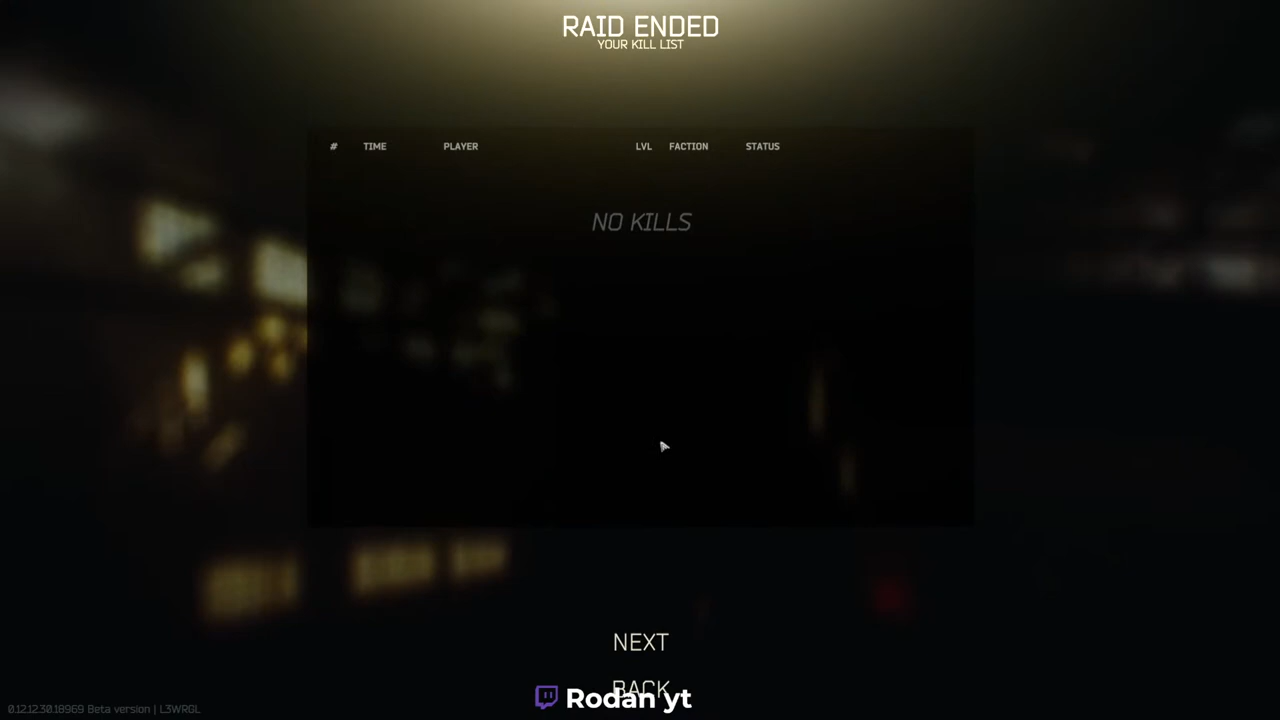 RAID ENDED
YOUR KILL LIST
# TIME PLAYER LVL FACTION STATUS
NO KILLS
NEXT
BACK
Rodan yt
0.12.12.30.18969 Beta version | L3WRGL